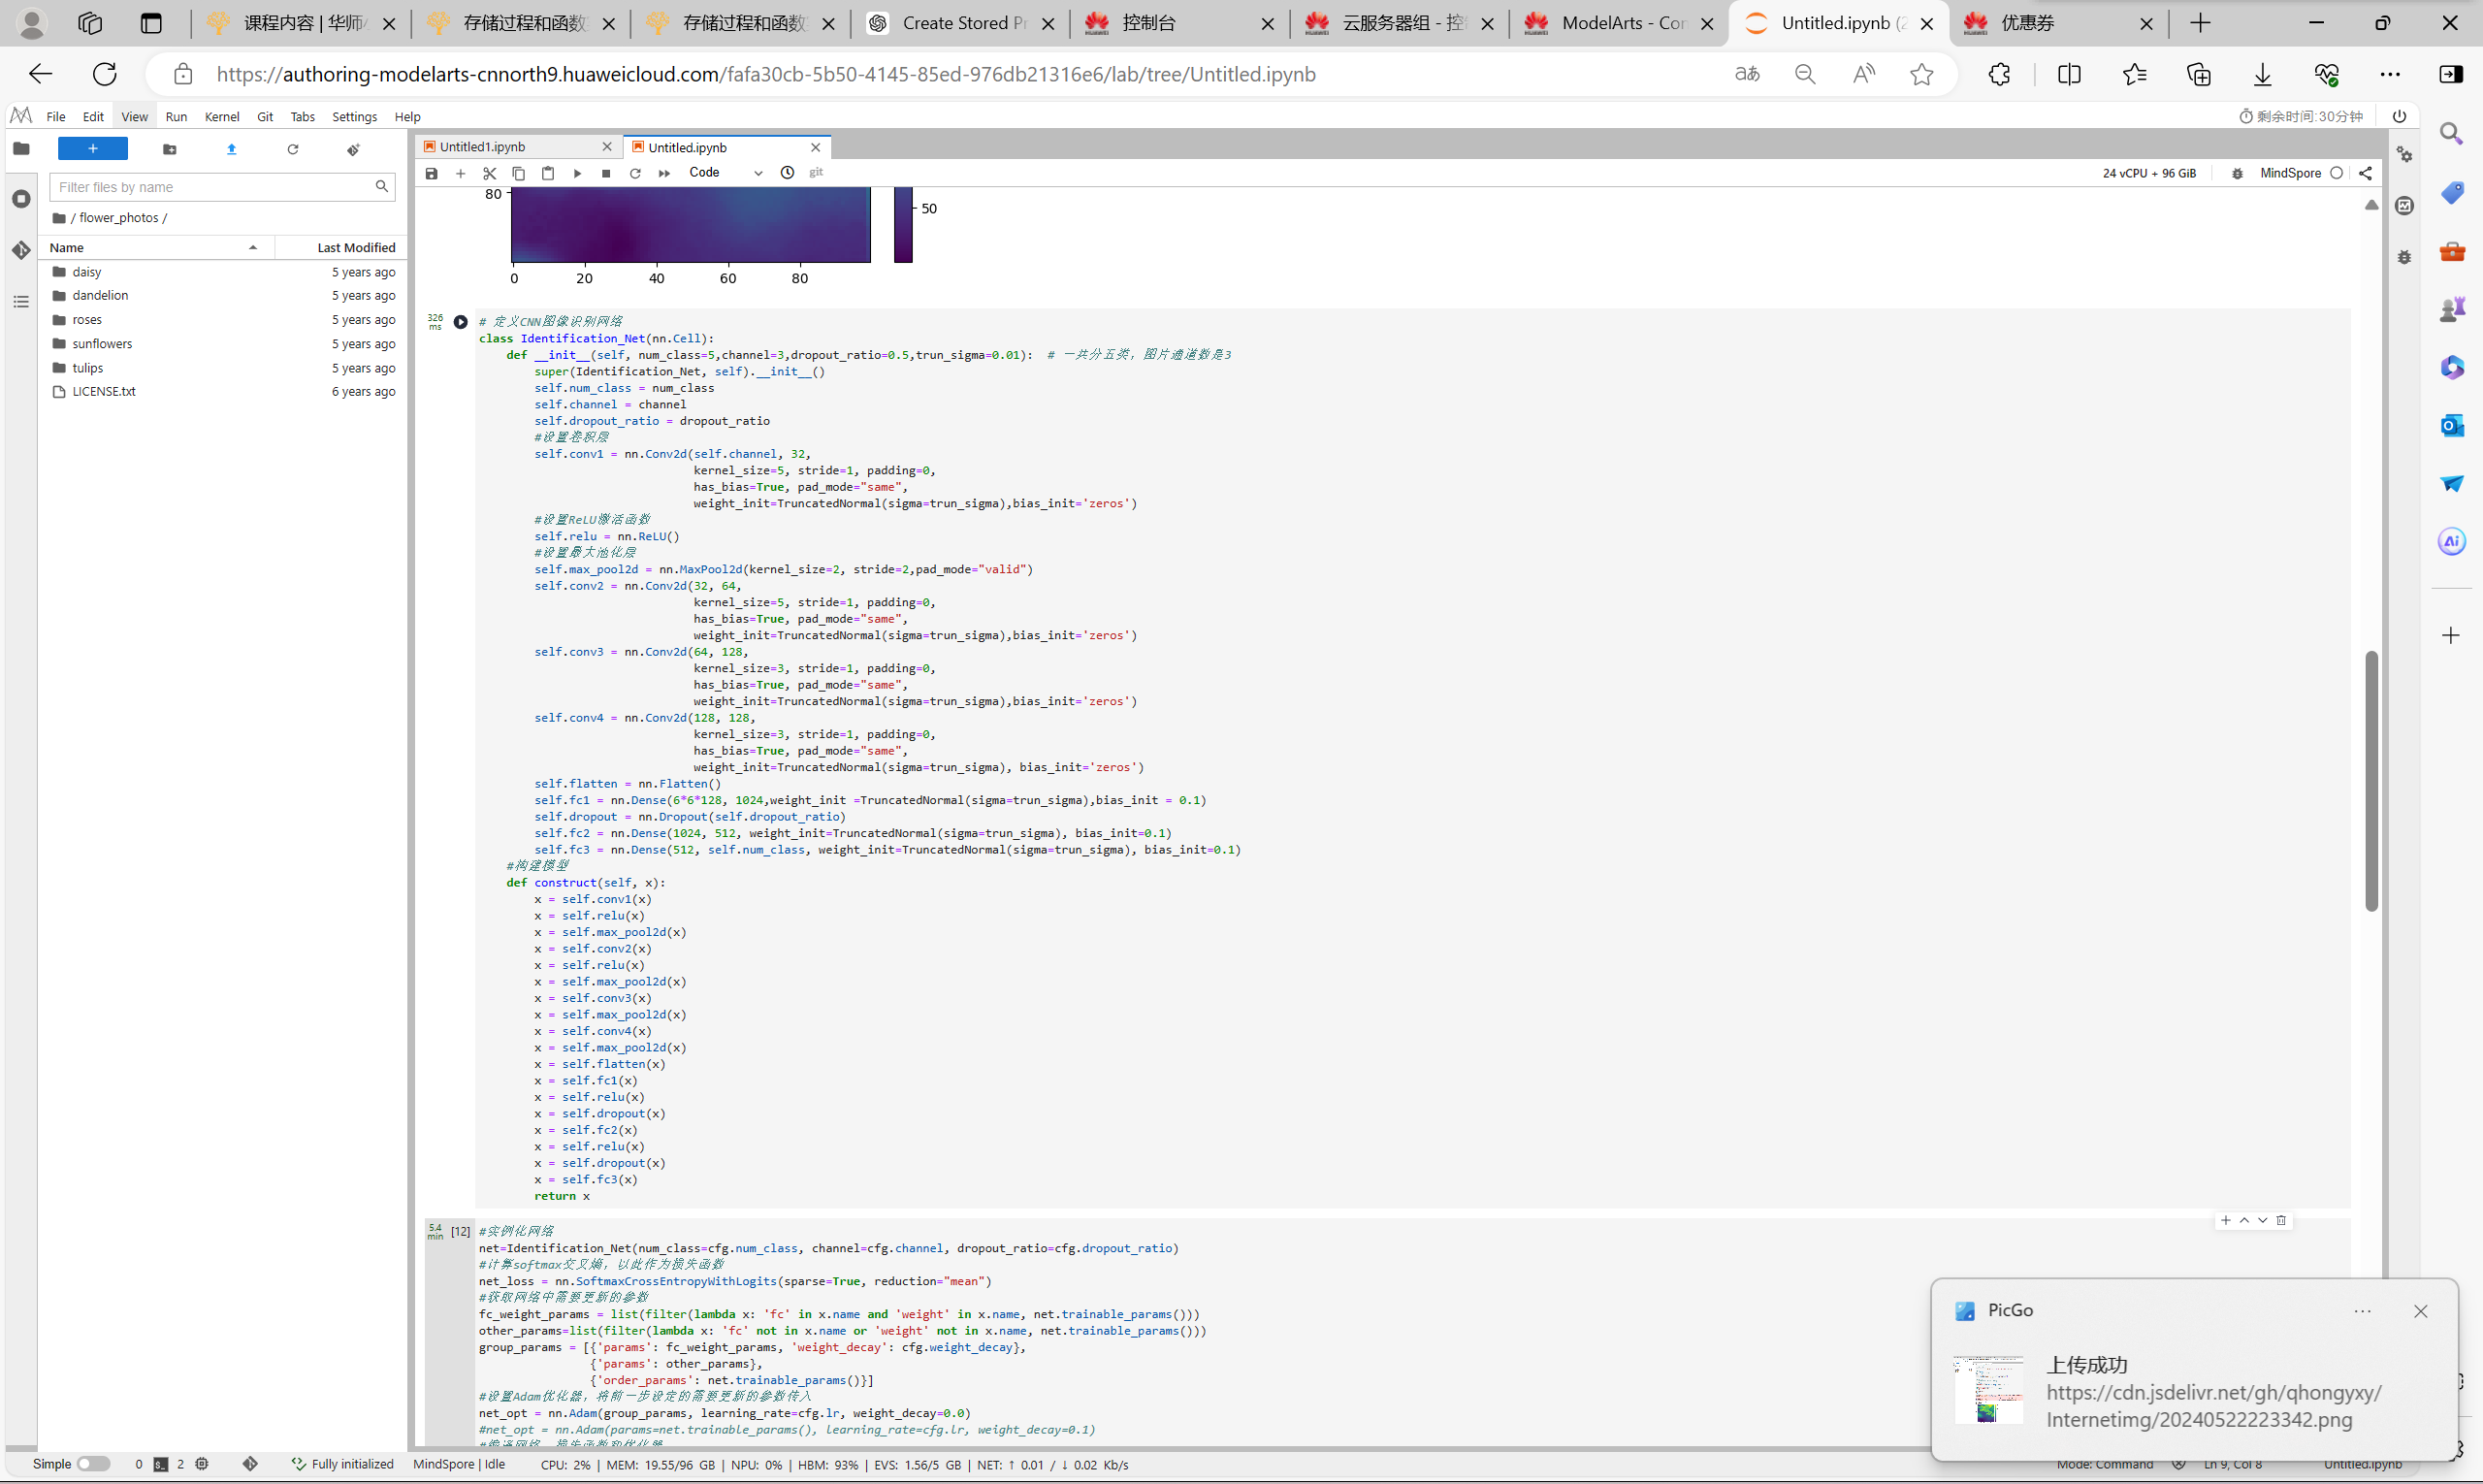 课程内容 | 华师
存储过程和函数
存储过程和函数
Create Stored Pr
控制台
云服务器组 - 控
ModelArts - Con
Untitled.ipynb (2
优惠券
https://authoring-modelarts-cnnorth9.huaweicloud.com/fafa30cb-5b50-4145-85ed-976db21316e6/lab/tree/Untitled.ipynb
File Edit View Run Kernel Git Tabs Settings Help
剩余时间:30分钟
Untitled1.ipynb
Untitled.ipynb
Code
git
24 vCPU + 96 GiB
MindSpore
Filter files by name
/ flower_photos /
Name Last Modified
daisy 5 years ago
dandelion 5 years ago
roses 5 years ago
sunflowers 5 years ago
tulips 5 years ago
LICENSE.txt 6 years ago
80
50
0 20 40 60 80
326
ms
# 定义CNN图像识别网络
class Identification_Net(nn.Cell):
def __init__(self, num_class=5,channel=3,dropout_ratio=0.5,trun_sigma=0.01):  # 一共分五类，图片通道数是3
super(Identification_Net, self).__init__()
self.num_class = num_class
self.channel = channel
self.dropout_ratio = dropout_ratio
#设置卷积层
self.conv1 = nn.Conv2d(self.channel, 32,
kernel_size=5, stride=1, padding=0,
has_bias=True, pad_mode="same",
weight_init=TruncatedNormal(sigma=trun_sigma),bias_init='zeros')
#设置ReLU激活函数
self.relu = nn.ReLU()
#设置最大池化层
self.max_pool2d = nn.MaxPool2d(kernel_size=2, stride=2,pad_mode="valid")
self.conv2 = nn.Conv2d(32, 64,
kernel_size=5, stride=1, padding=0,
has_bias=True, pad_mode="same",
weight_init=TruncatedNormal(sigma=trun_sigma),bias_init='zeros')
self.conv3 = nn.Conv2d(64, 128,
kernel_size=3, stride=1, padding=0,
has_bias=True, pad_mode="same",
weight_init=TruncatedNormal(sigma=trun_sigma),bias_init='zeros')
self.conv4 = nn.Conv2d(128, 128,
kernel_size=3, stride=1, padding=0,
has_bias=True, pad_mode="same",
weight_init=TruncatedNormal(sigma=trun_sigma), bias_init='zeros')
self.flatten = nn.Flatten()
self.fc1 = nn.Dense(6*6*128, 1024,weight_init =TruncatedNormal(sigma=trun_sigma),bias_init = 0.1)
self.dropout = nn.Dropout(self.dropout_ratio)
self.fc2 = nn.Dense(1024, 512, weight_init=TruncatedNormal(sigma=trun_sigma), bias_init=0.1)
self.fc3 = nn.Dense(512, self.num_class, weight_init=TruncatedNormal(sigma=trun_sigma), bias_init=0.1)
#构建模型
def construct(self, x):
x = self.conv1(x)
x = self.relu(x)
x = self.max_pool2d(x)
x = self.conv2(x)
x = self.relu(x)
x = self.max_pool2d(x)
x = self.conv3(x)
x = self.max_pool2d(x)
x = self.conv4(x)
x = self.max_pool2d(x)
x = self.flatten(x)
x = self.fc1(x)
x = self.relu(x)
x = self.dropout(x)
x = self.fc2(x)
x = self.relu(x)
x = self.dropout(x)
x = self.fc3(x)
return x
5.4
min
[12]
#实例化网络
net=Identification_Net(num_class=cfg.num_class, channel=cfg.channel, dropout_ratio=cfg.dropout_ratio)
#计算softmax交叉熵，以此作为损失函数
net_loss = nn.SoftmaxCrossEntropyWithLogits(sparse=True, reduction="mean")
#获取网络中需要更新的参数
fc_weight_params = list(filter(lambda x: 'fc' in x.name and 'weight' in x.name, net.trainable_params()))
other_params=list(filter(lambda x: 'fc' not in x.name or 'weight' not in x.name, net.trainable_params()))
group_params = [{'params': fc_weight_params, 'weight_decay': cfg.weight_decay},
{'params': other_params},
{'order_params': net.trainable_params()}]
#设置Adam优化器，将前一步设定的需要更新的参数传入
net_opt = nn.Adam(group_params, learning_rate=cfg.lr, weight_decay=0.0)
#net_opt = nn.Adam(params=net.trainable_params(), learning_rate=cfg.lr, weight_decay=0.1)
PicGo
上传成功
https://cdn.jsdelivr.net/gh/qhongyxy/
Internetimg/20240522223342.png
Simple 0 2 Fully initialized MindSpore | Idle CPU: 2% | MEM: 19.55/96 GB | NPU: 0% | HBM: 93% | EVS: 1.56/5 GB | NET: ↑ 0.01 / ↓ 0.02 Kb/s
Mode: Command Ln 9, Col 8 Untitled.ipynb